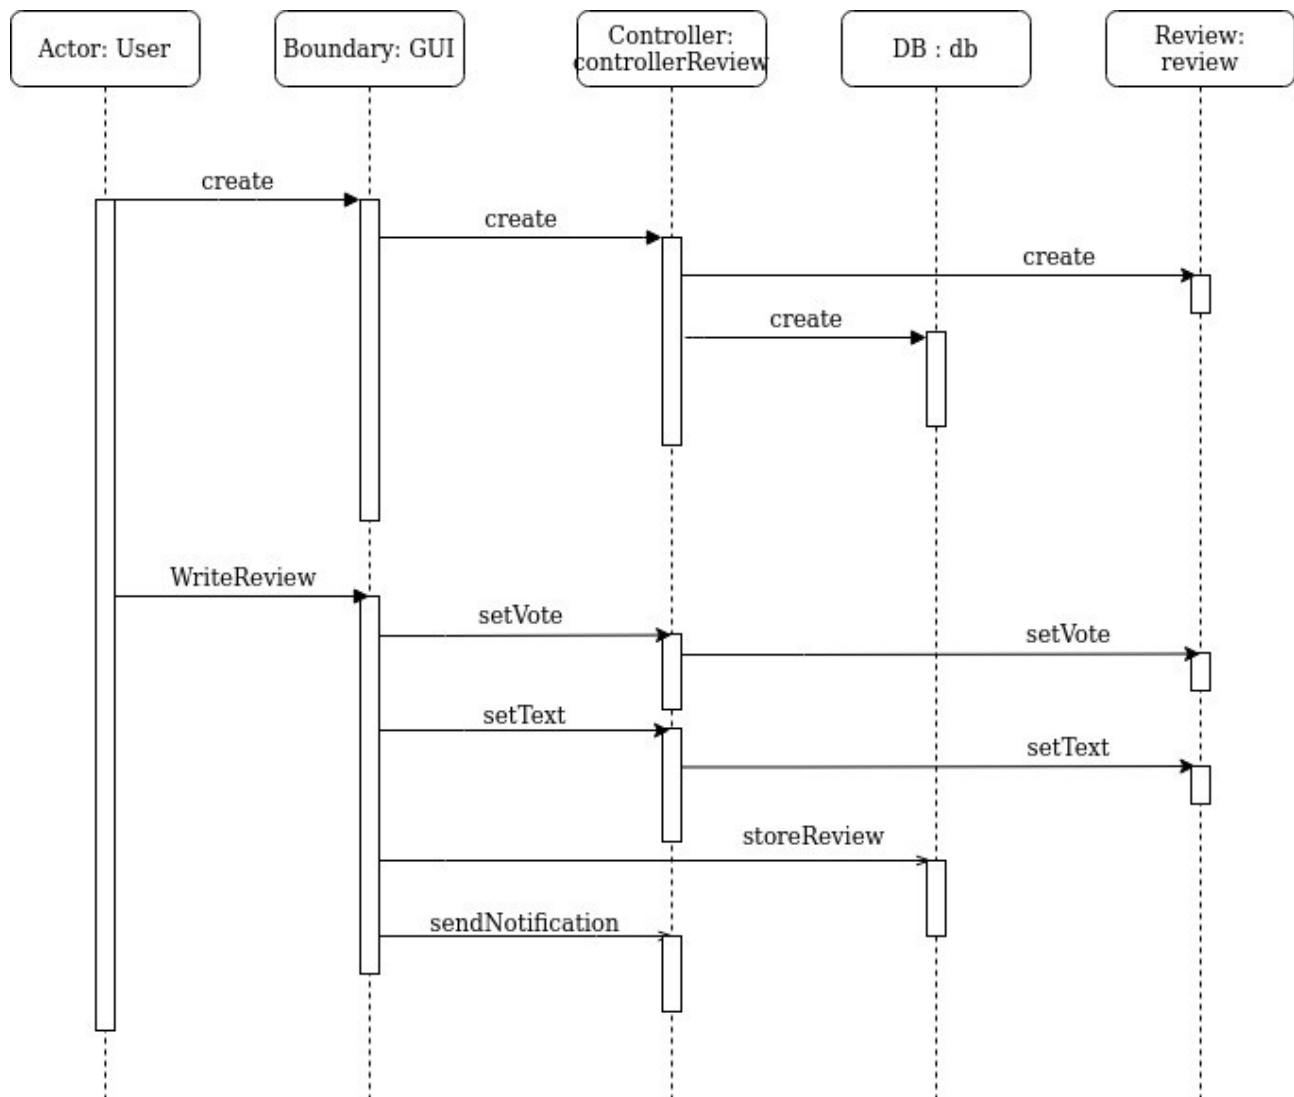 Actor: User
Boundary: GUI
Controller:
controllerReview
DB : db
Review:
review
create
create
create
create
WriteReview
setVote
setVote
setText
setText
storeReview
sendNotification